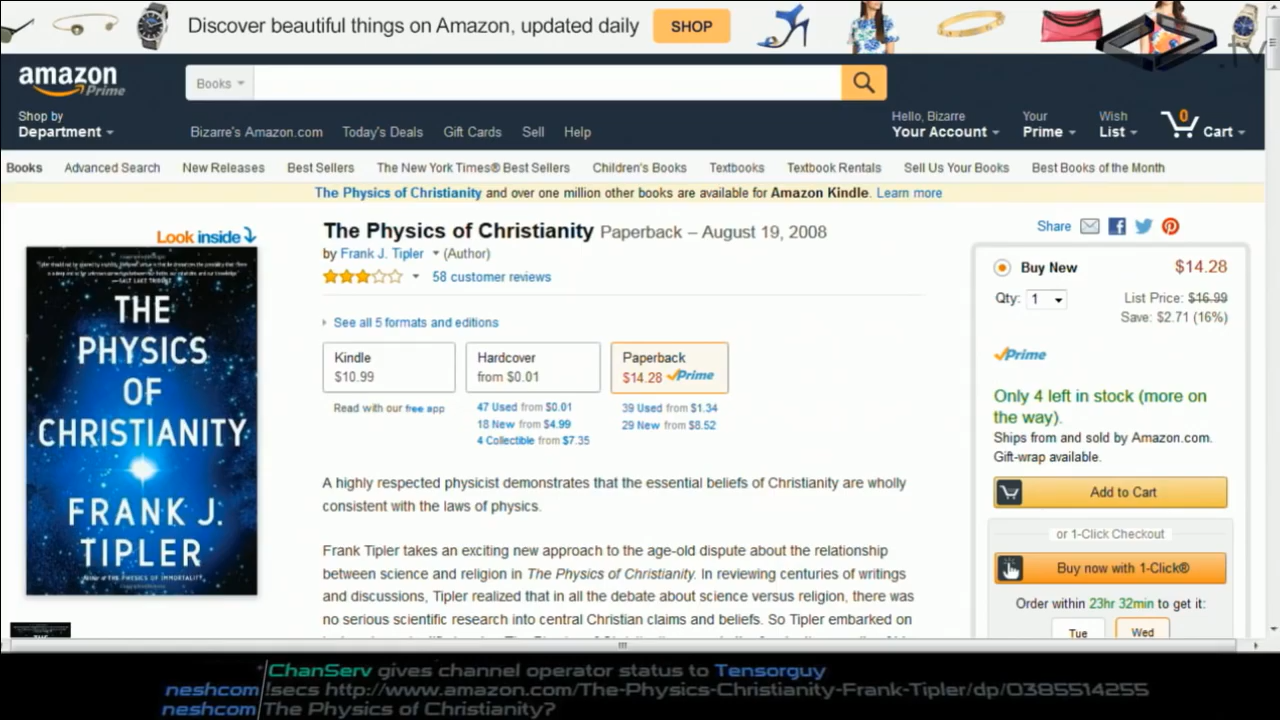 Discover beautiful things on Amazon, updated daily SHOP
.tv
amazon Prime
Books
Shop by
Department
Bizarre's Amazon.com Today's Deals Gift Cards Sell Help
Hello, Bizarre
Your Account
Your
Prime
Wish
List
0
Cart
Books Advanced Search New Releases Best Sellers The New York Times® Best Sellers Children's Books Textbooks Textbook Rentals Sell Us Your Books Best Books of the Month
The Physics of Christianity and over one million other books are available for Amazon Kindle. Learn more
Look inside
THE
PHYSICS
OF
CHRISTIANITY
FRANK J.
TIPLER
Author of THE PHYSICS OF IMMORTALITY
The Physics of Christianity Paperback – August 19, 2008
by Frank J. Tipler (Author)
58 customer reviews
See all 5 formats and editions
Kindle
$10.99
Read with our free app
Hardcover
from $0.01
47 Used from $0.01
18 New from $4.99
4 Collectible from $7.35
Paperback
$14.28 Prime
39 Used from $1.34
29 New from $8.52
A highly respected physicist demonstrates that the essential beliefs of Christianity are wholly
consistent with the laws of physics.
Frank Tipler takes an exciting new approach to the age-old dispute about the relationship
between science and religion in The Physics of Christianity. In reviewing centuries of writings
and discussions, Tipler realized that in all the debate about science versus religion, there was
no serious scientific research into central Christian claims and beliefs. So Tipler embarked on
Share
Buy New $14.28
Qty: 1 List Price: $16.99
Save: $2.71 (16%)
Prime
Only 4 left in stock (more on
the way).
Ships from and sold by Amazon.com.
Gift-wrap available.
Add to Cart
or 1-Click Checkout
Buy now with 1-Click®
Order within 23hr 32min to get it:
Tue Wed
* ChanServ gives channel operator status to Tensorguy
neshcom !secs http://www.amazon.com/The-Physics-Christianity-Frank-Tipler/dp/0385514255
neshcom The Physics of Christianity?